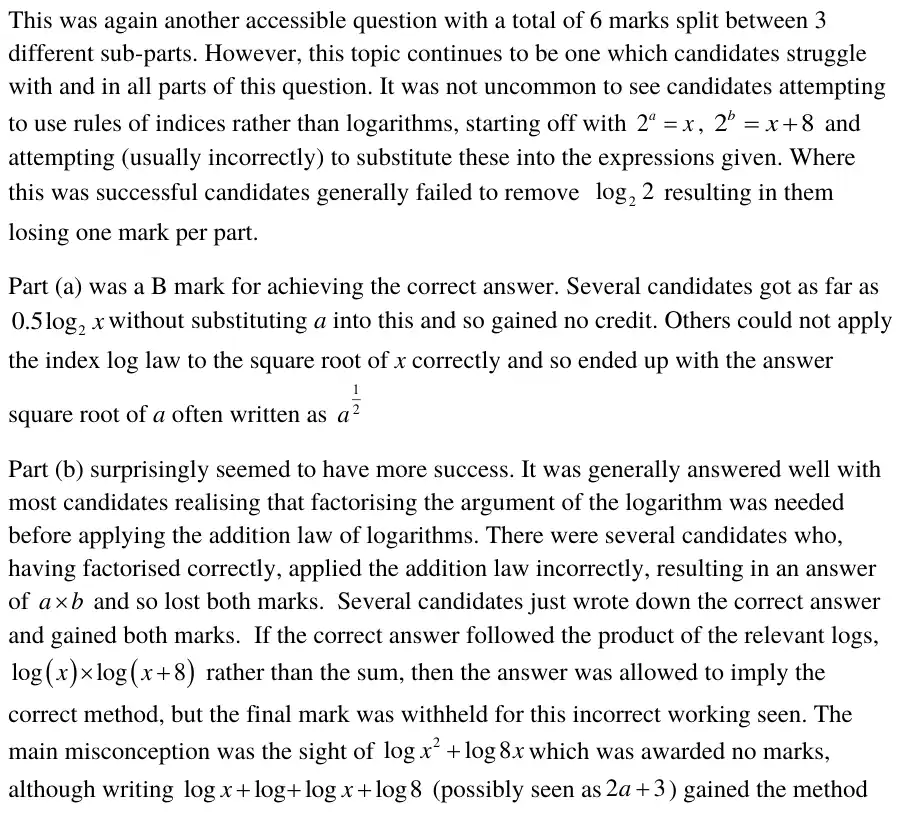 This was again another accessible question with a total of 6 marks split between 3
different sub-parts. However, this topic continues to be one which candidates struggle
with and in all parts of this question. It was not uncommon to see candidates attempting
to use rules of indices rather than logarithms, starting off with 2ᵃ = x, 2ᵇ = x + 8 and
attempting (usually incorrectly) to substitute these into the expressions given. Where
this was successful candidates generally failed to remove log₂ 2 resulting in them
losing one mark per part.
Part (a) was a B mark for achieving the correct answer. Several candidates got as far as
0.5log₂ x without substituting a into this and so gained no credit. Others could not apply
the index log law to the square root of x correctly and so ended up with the answer
square root of a often written as a^(1/2)
Part (b) surprisingly seemed to have more success. It was generally answered well with
most candidates realising that factorising the argument of the logarithm was needed
before applying the addition law of logarithms. There were several candidates who,
having factorised correctly, applied the addition law incorrectly, resulting in an answer
of a×b and so lost both marks. Several candidates just wrote down the correct answer
and gained both marks. If the correct answer followed the product of the relevant logs,
log(x)×log(x+8) rather than the sum, then the answer was allowed to imply the
correct method, but the final mark was withheld for this incorrect working seen. The
main misconception was the sight of log x² + log8x which was awarded no marks,
although writing log x + log+ log x + log8 (possibly seen as 2a + 3) gained the method